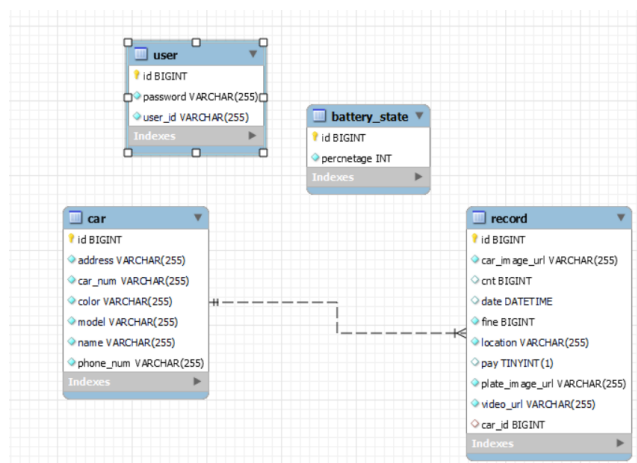 user
id BIGINT
password VARCHAR(255)
user_id VARCHAR(255)
Indexes
battery_state
id BIGINT
percnetage INT
Indexes
car
id BIGINT
address VARCHAR(255)
car_num VARCHAR(255)
color VARCHAR(255)
model VARCHAR(255)
name VARCHAR(255)
phone_num VARCHAR(255)
Indexes
record
id BIGINT
car_image_url VARCHAR(255)
cnt BIGINT
date DATETIME
fine BIGINT
location VARCHAR(255)
pay TINYINT(1)
plate_image_url VARCHAR(255)
video_url VARCHAR(255)
car_id BIGINT
Indexes